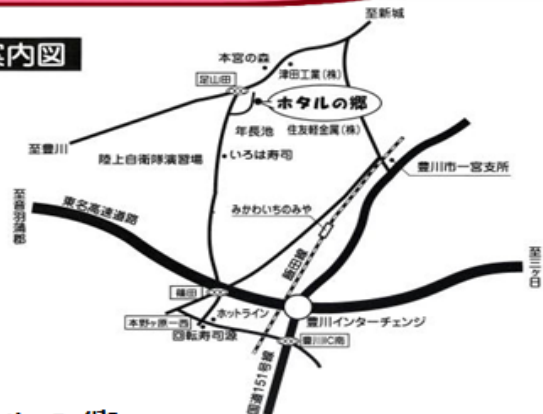 至新城
案内図
本宮の森
津田工業(株)
足山田
ホタルの郷
年長池
住友軽金属(株)
至豊川
陸上自衛隊演習場
いろは寿司
豊川市一宮支所
至音羽蒲郡
東名高速道路
みかわいちのみや
飯田線
至三ヶ日
篠田
ホットライン
本野ヶ原一西
回転寿司源
豊川インターチェンジ
豊川IC南
国道151号線